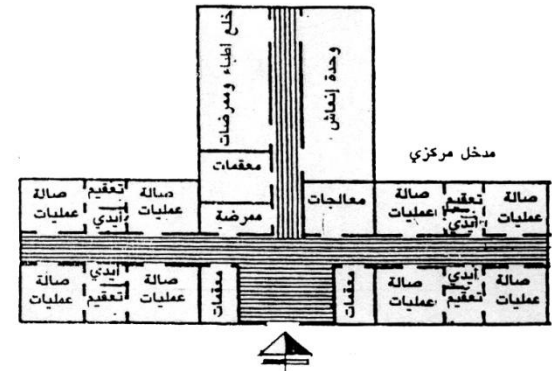 خلع اطباء وممرضات
وحدة إنعاش
مدخل مركزي
معقمات
ممرضة
معالجات
صالة
عمليات
تعقيم
أيدي
صالة
عمليات
صالة
عمليات
تعقيم
أيدي
صالة
عمليات
صالة
عمليات
أيدي
تعقيم
صالة
عمليات
معقمات
معقمات
صالة
عمليات
أيدي
تعقيم
صالة
عمليات